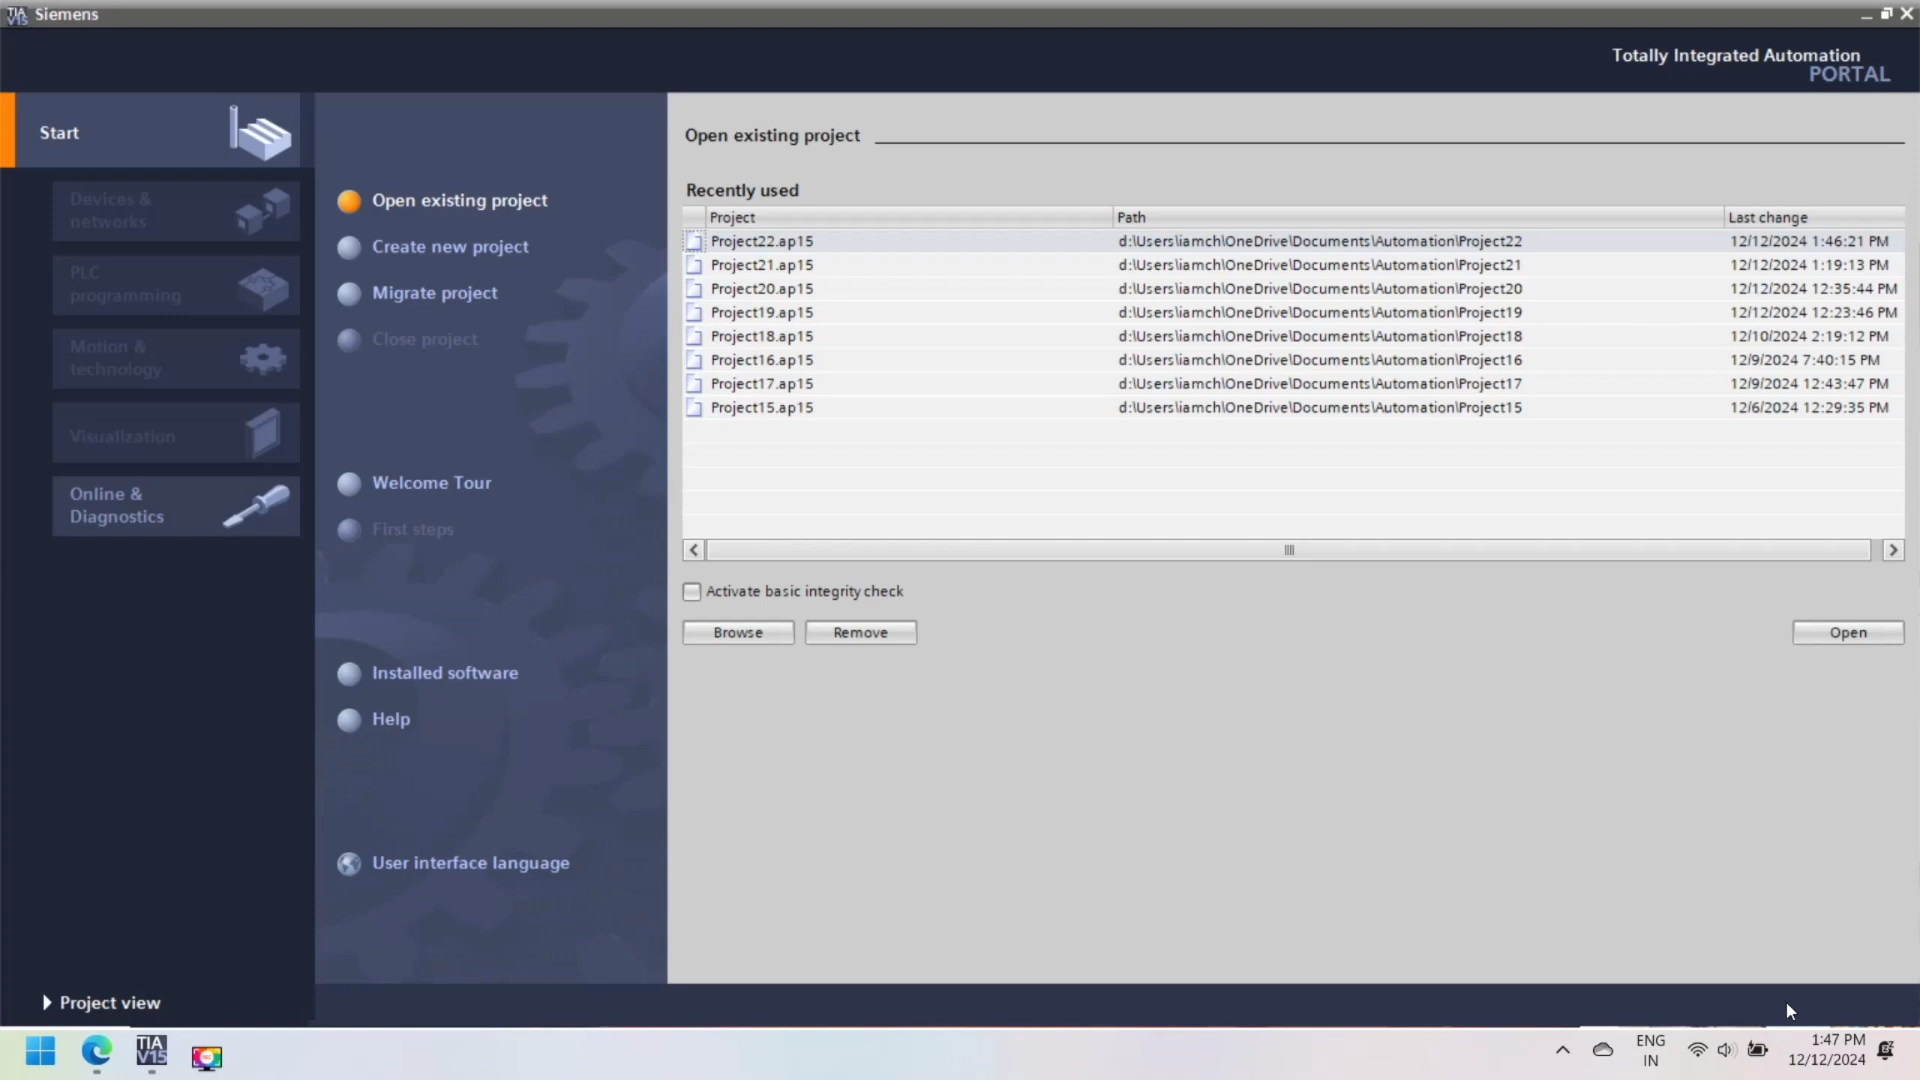 TIA V15 Siemens
Totally Integrated Automation
PORTAL
Start
Devices &
networks
PLC
programming
Motion &
technology
Visualization
Online &
Diagnostics
Project view
Open existing project
Create new project
Migrate project
Close project
Welcome Tour
First steps
Installed software
Help
User interface language
Open existing project
Recently used
Project Path Last change
Project22.ap15 d:\Users\iamch\OneDrive\Documents\Automation\Project22 12/12/2024 1:46:21 PM
Project21.ap15 d:\Users\iamch\OneDrive\Documents\Automation\Project21 12/12/2024 1:19:13 PM
Project20.ap15 d:\Users\iamch\OneDrive\Documents\Automation\Project20 12/12/2024 12:35:44 PM
Project19.ap15 d:\Users\iamch\OneDrive\Documents\Automation\Project19 12/12/2024 12:23:46 PM
Project18.ap15 d:\Users\iamch\OneDrive\Documents\Automation\Project18 12/10/2024 2:19:12 PM
Project16.ap15 d:\Users\iamch\OneDrive\Documents\Automation\Project16 12/9/2024 7:40:15 PM
Project17.ap15 d:\Users\iamch\OneDrive\Documents\Automation\Project17 12/9/2024 12:43:47 PM
Project15.ap15 d:\Users\iamch\OneDrive\Documents\Automation\Project15 12/6/2024 12:29:35 PM
Activate basic integrity check
Browse Remove Open
TIA
V15
ENG
IN
1:47 PM
12/12/2024